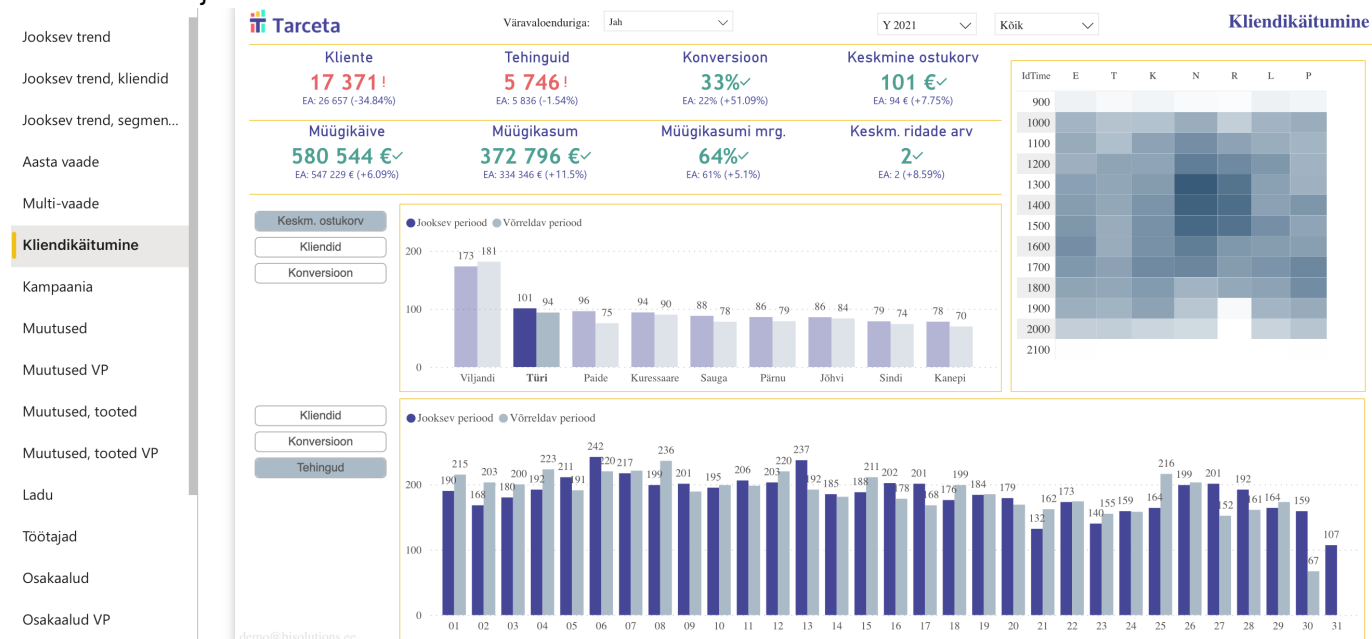 Jooksev trend
Jooksev trend, kliendid
Jooksev trend, segmen...
Aasta vaade
Multi-vaade
Kliendikäitumine
Kampaania
Muutused
Muutused VP
Muutused, tooted
Muutused, tooted VP
Ladu
Töötajad
Osakaalud
Osakaalud VP
Tarceta
Väravaloenduriga: Jah
Y 2021
Kõik
Kliendikäitumine
Kliente Tehinguid Konversioon Keskmine ostukorv
17 371! 5 746! 33% 101 €
EA: 26 657 (-34.84%) EA: 5 836 (-1.54%) EA: 22% (+51.09%) EA: 94 € (+7.75%)
Müügikäive Müügikasum Müügikasumi mrg. Keskm. ridade arv
580 544 € 372 796 € 64% 2
EA: 547 229 € (+6.09%) EA: 334 346 € (+11.5%) EA: 61% (+5.1%) EA: 2 (+8.59%)
IdTime E T K N R L P
900
1000
1100
1200
1300
1400
1500
1600
1700
1800
1900
2000
2100
Keskm. ostukorv
Kliendid
Konversioon
Jooksev periood Võrreldav periood
200
100
0
173 181 101 94 96 75 94 90 88 78 86 79 86 84 79 74 78 70
Viljandi Türi Paide Kuressaare Sauga Pärnu Jõhvi Sindi Kanepi
Kliendid
Konversioon
Tehingud
Jooksev periood Võrreldav periood
200
100
0
190 215 168 203 180 200 192 223 211 191 242 220 217 199 236 201 195 206 203 220 237 192 185 188 211 202 178 201 168 176 199 184 179 132 162 173 140 155 159 164 216 199 201 152 192 161 164 159 67 107
01 02 03 04 05 06 07 08 09 10 11 12 13 14 15 16 17 18 19 20 21 22 23 24 25 26 27 28 29 30 31
demo@bisolutions.ee